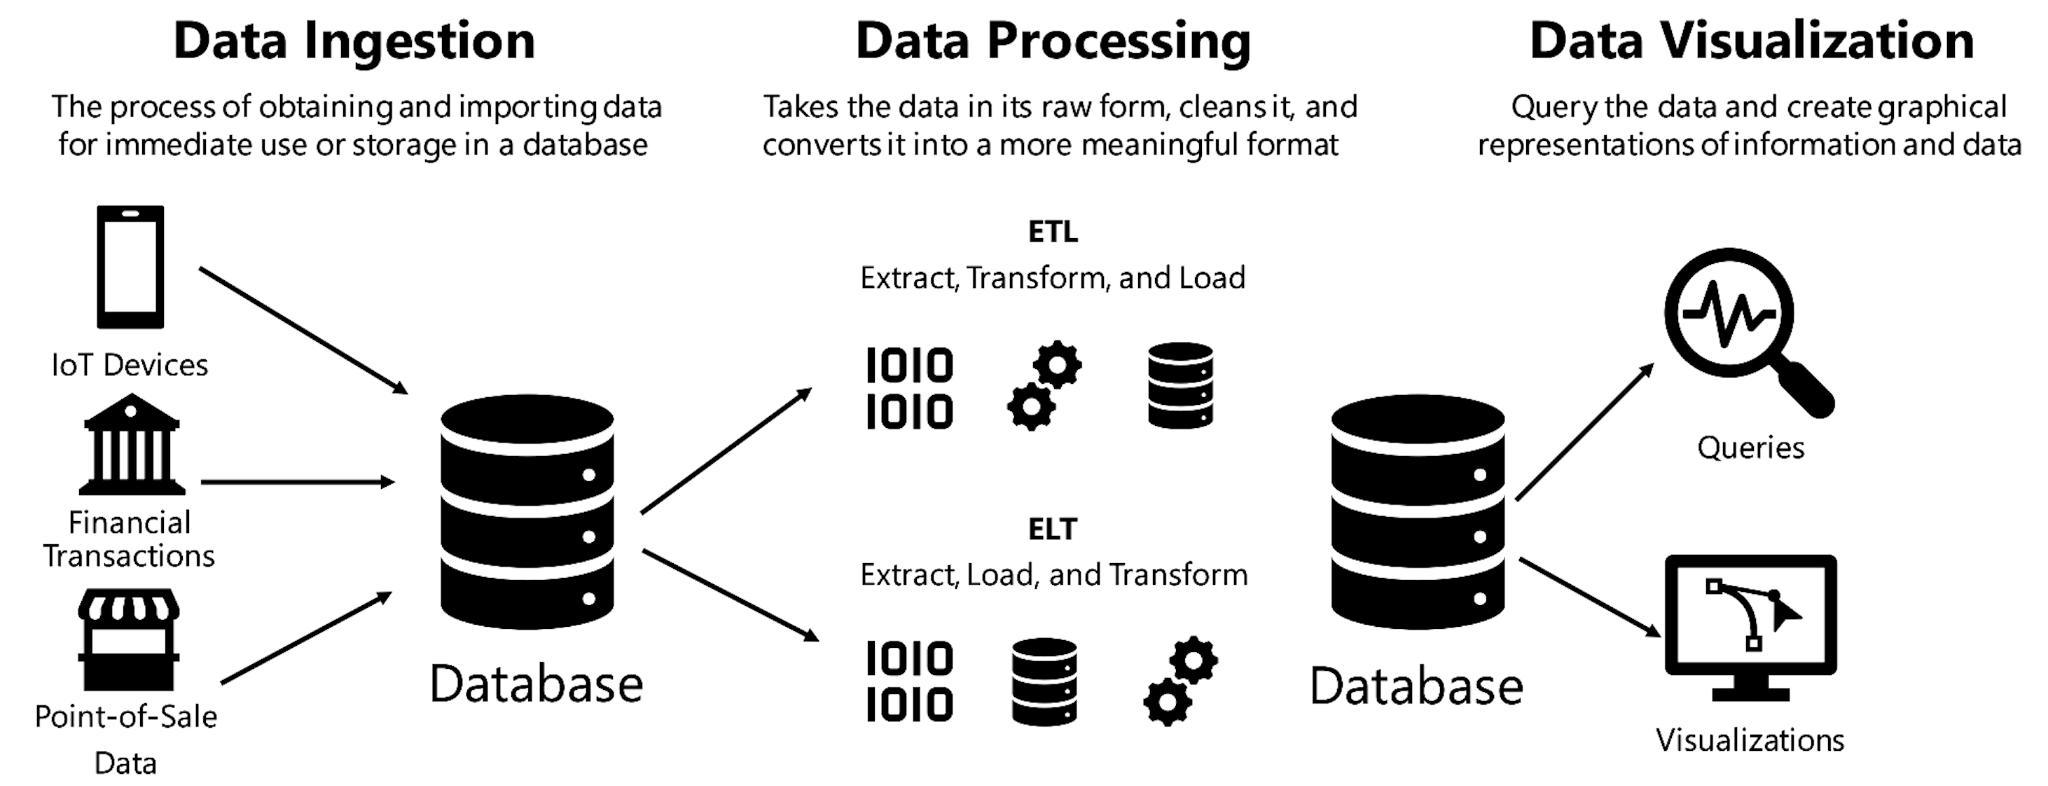 Data Ingestion
The process of obtaining and importing data
for immediate use or storage in a database
IoT Devices
Financial
Transactions
Point-of-Sale
Data
Database
Data Processing
Takes the data in its raw form, cleans it, and
converts it into a more meaningful format
ETL
Extract, Transform, and Load
1010
1010
ELT
Extract, Load, and Transform
1010
1010
Database
Data Visualization
Query the data and create graphical
representations of information and data
Queries
Visualizations